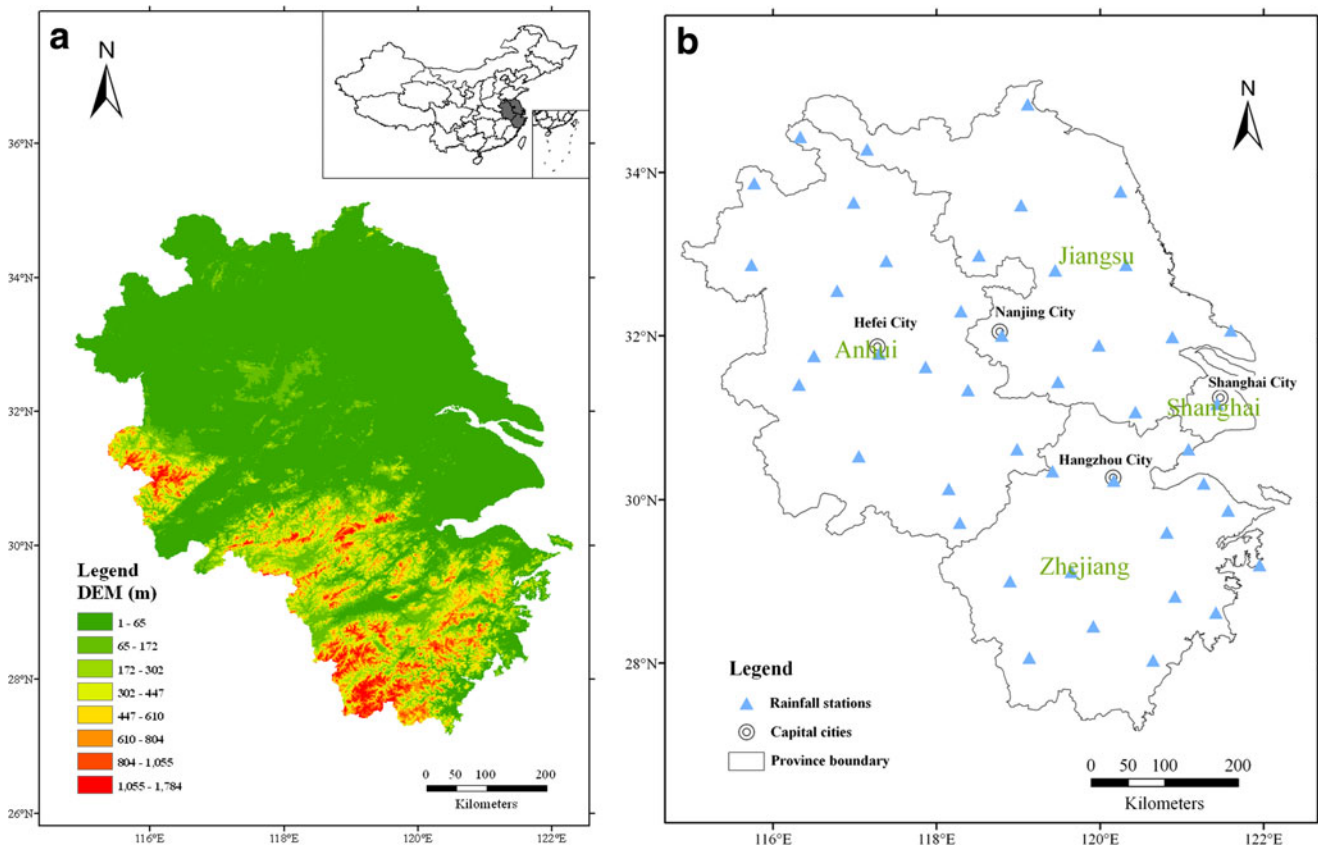 a
N
36°N
34°N
32°N
30°N
28°N
26°N
Legend
DEM (m)
1 - 65
65 - 172
172 - 302
302 - 447
447 - 610
610 - 804
804 - 1,055
1,055 - 1,784
0 50 100 200
Kilometers
116°E 118°E 120°E 122°E
b
N
34°N
32°N
30°N
28°N
Jiangsu
Nanjing City
Hefei City
Anhui
Shanghai City
Shanghai
Hangzhou City
Zhejiang
Legend
Rainfall stations
Capital cities
Province boundary
0 50 100 200
Kilometers
116°E 118°E 120°E 122°E